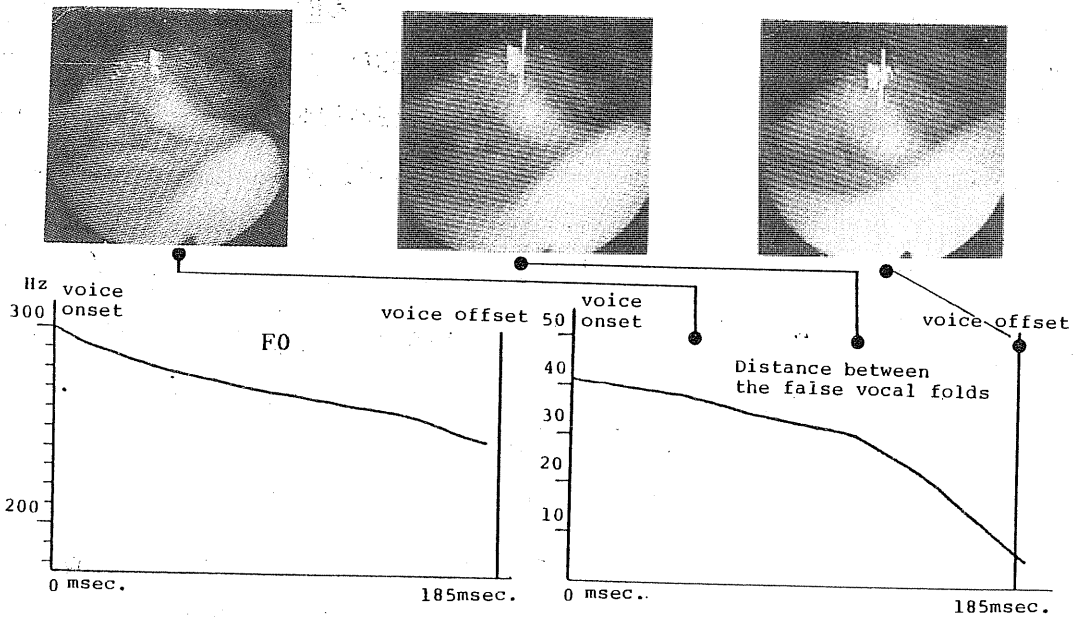 Hz
voice
onset
300
F0
voice offset
200
0 msec.
185msec.
voice
onset
50
voice offset
40
Distance between
the false vocal folds
30
20
10
0 msec.
185msec.